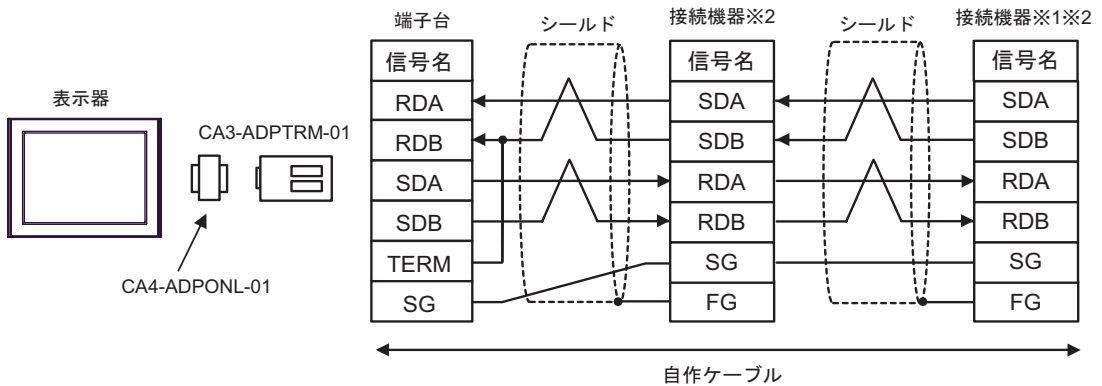 表示器
CA3-ADPTRM-01
CA4-ADPONL-01
端子台
信号名
RDA
RDB
SDA
SDB
TERM
SG
シールド
接続機器※2
信号名
SDA
SDB
RDA
RDB
SG
FG
シールド
接続機器※1※2
信号名
SDA
SDB
RDA
RDB
SG
FG
自作ケーブル